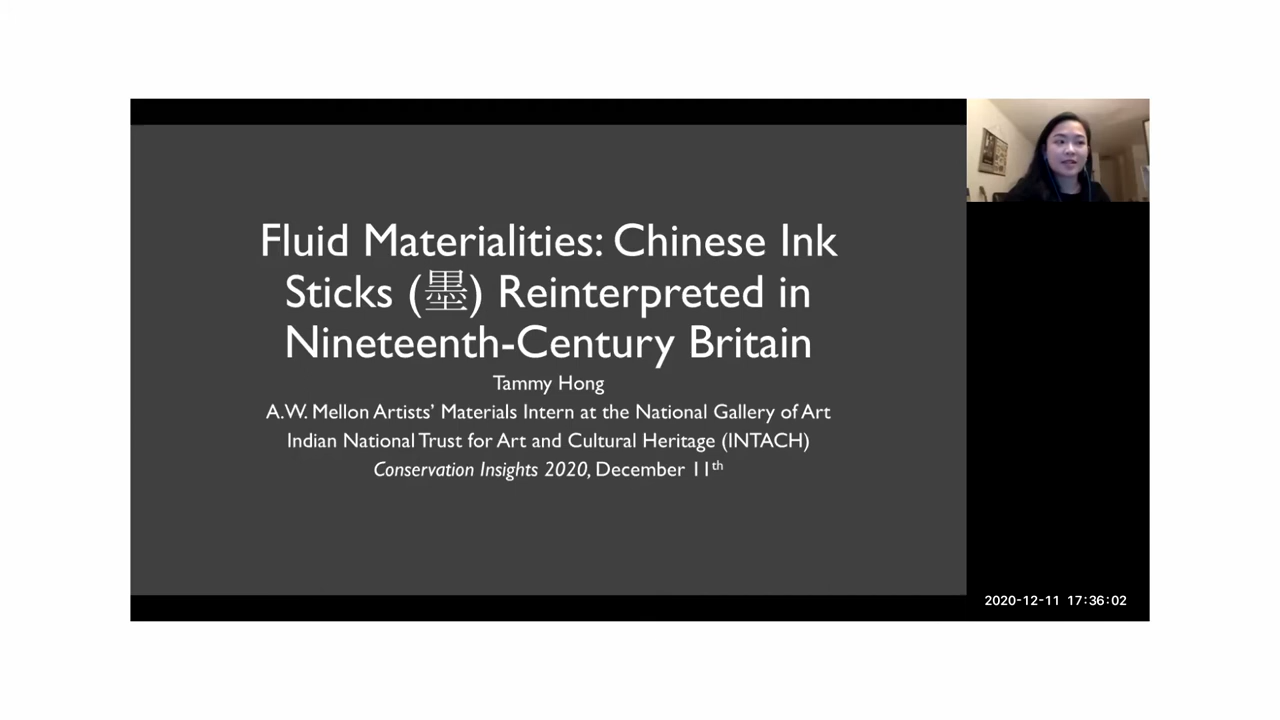 Fluid Materialities: Chinese Ink
Sticks (墨) Reinterpreted in
Nineteenth-Century Britain
Tammy Hong
A.W. Mellon Artists’ Materials Intern at the National Gallery of Art
Indian National Trust for Art and Cultural Heritage (INTACH)
Conservation Insights 2020, December 11th
2020-12-11 17:36:02